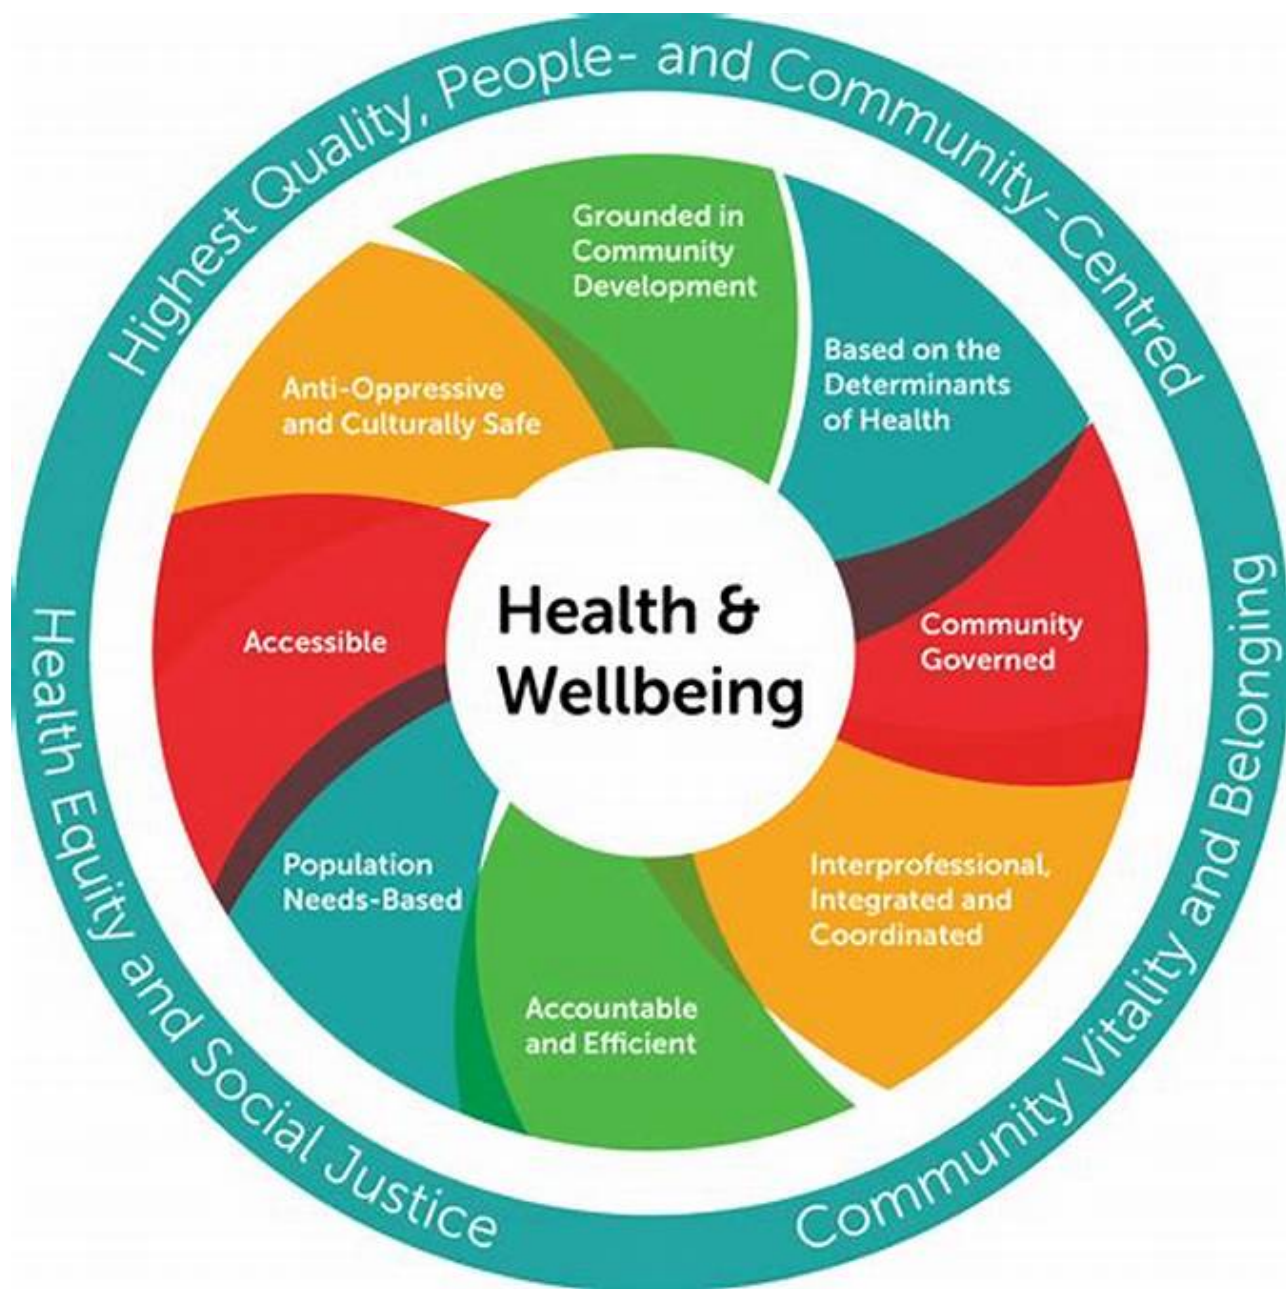 Highest Quality, People- and Community-Centred
Grounded in
Community
Development
Based on the
Determinants
of Health
Anti-Oppressive
and Culturally Safe
Health &
Wellbeing
Community
Governed
Accessible
Interprofessional,
Integrated and
Coordinated
Population
Needs-Based
Accountable
and Efficient
Community Vitality and Belonging
Health Equity and Social Justice